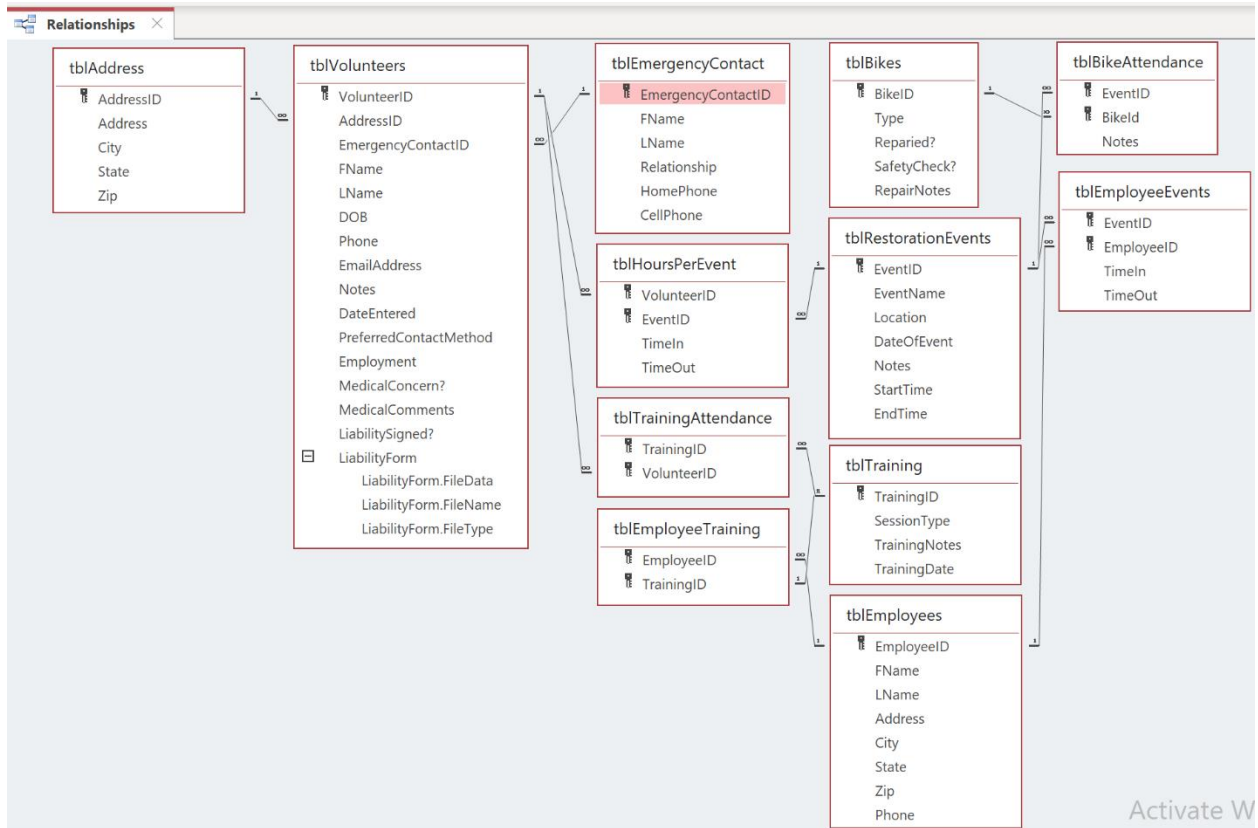 Relationships
tblAddress
AddressID
Address
City
State
Zip
tblVolunteers
VolunteerID
AddressID
EmergencyContactID
FName
LName
DOB
Phone
EmailAddress
Notes
DateEntered
PreferredContactMethod
Employment
MedicalConcern?
MedicalComments
LiabilitySigned?
LiabilityForm
LiabilityForm.FileData
LiabilityForm.FileName
LiabilityForm.FileType
tblEmergencyContact
EmergencyContactID
FName
LName
Relationship
HomePhone
CellPhone
tblHoursPerEvent
VolunteerID
EventID
TimeIn
TimeOut
tblTrainingAttendance
TrainingID
VolunteerID
tblEmployeeTraining
EmployeeID
TrainingID
tblBikes
BikeID
Type
Reparied?
SafetyCheck?
RepairNotes
tblRestorationEvents
EventID
EventName
Location
DateOfEvent
Notes
StartTime
EndTime
tblTraining
TrainingID
SessionType
TrainingNotes
TrainingDate
tblEmployees
EmployeeID
FName
LName
Address
City
State
Zip
Phone
tblBikeAttendance
EventID
BikeId
Notes
tblEmployeeEvents
EventID
EmployeeID
TimeIn
TimeOut
Activate W